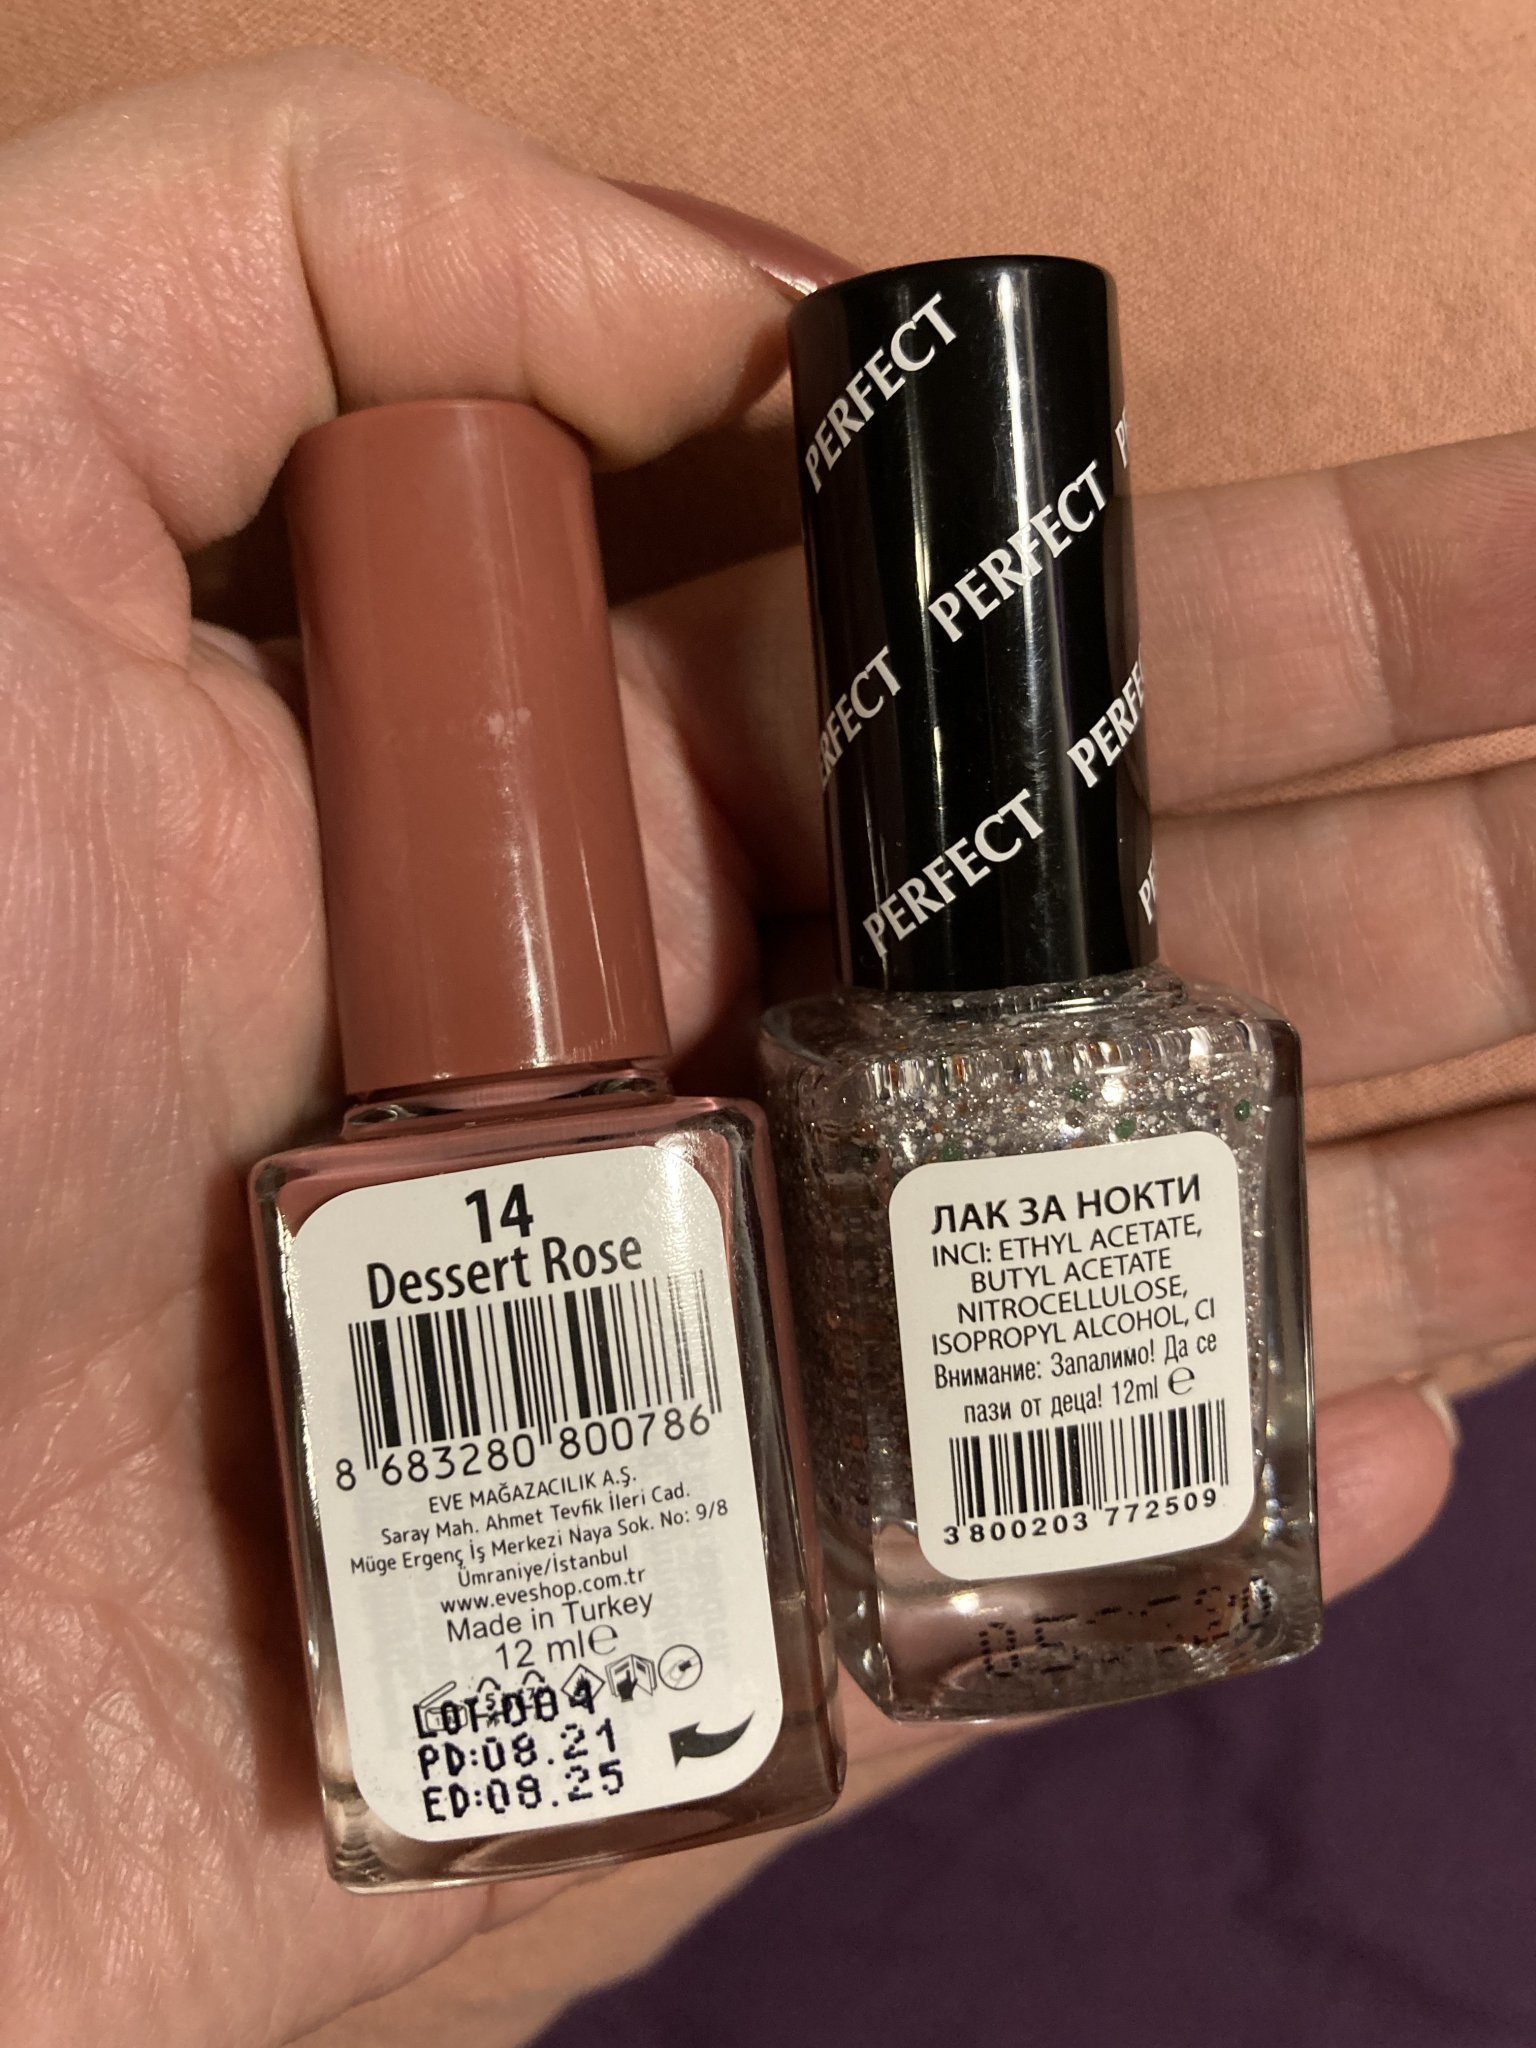 14
Dessert Rose
8 683280 800786
EVE MAĞAZACILIK A.Ş.
Saray Mah. Ahmet Tevfik İleri Cad.
Müge Ergenç İş Merkezi Naya Sok. No: 9/8
Ümraniye/İstanbul
www.eveshop.com.tr
Made in Turkey
12 ml℮
LOT:004
PD:08.21
ED:08.25
PERFECT
PERFECT
PERFECT
PERFECT
ЛАК ЗА НОКТИ
INCI: ETHYL ACETATE,
BUTYL ACETATE
NITROCELLULOSE,
ISOPROPYL ALCOHOL, CI
Внимание: Запалимо! Да се
пази от деца! 12ml ℮
3 800203 772509